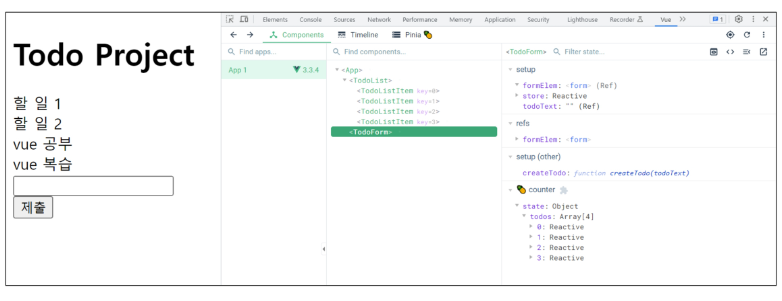 Todo Project
할 일 1
할 일 2
vue 공부
vue 복습
제출
Elements Console Sources Network Performance Memory Application Security Lighthouse Recorder Vue 1
Components Timeline Pinia
Find apps...
App 1 3.3.4
Find components...
<App>
<TodoList>
<TodoListItem key=0>
<TodoListItem key=1>
<TodoListItem key=2>
<TodoListItem key=3>
<TodoForm>
<TodoForm> Filter state...
setup
formElem: <form> (Ref)
store: Reactive
todoText: "" (Ref)
refs
formElem: <form>
setup (other)
createTodo: function createTodo(todoText)
counter
state: Object
todos: Array[4]
0: Reactive
1: Reactive
2: Reactive
3: Reactive